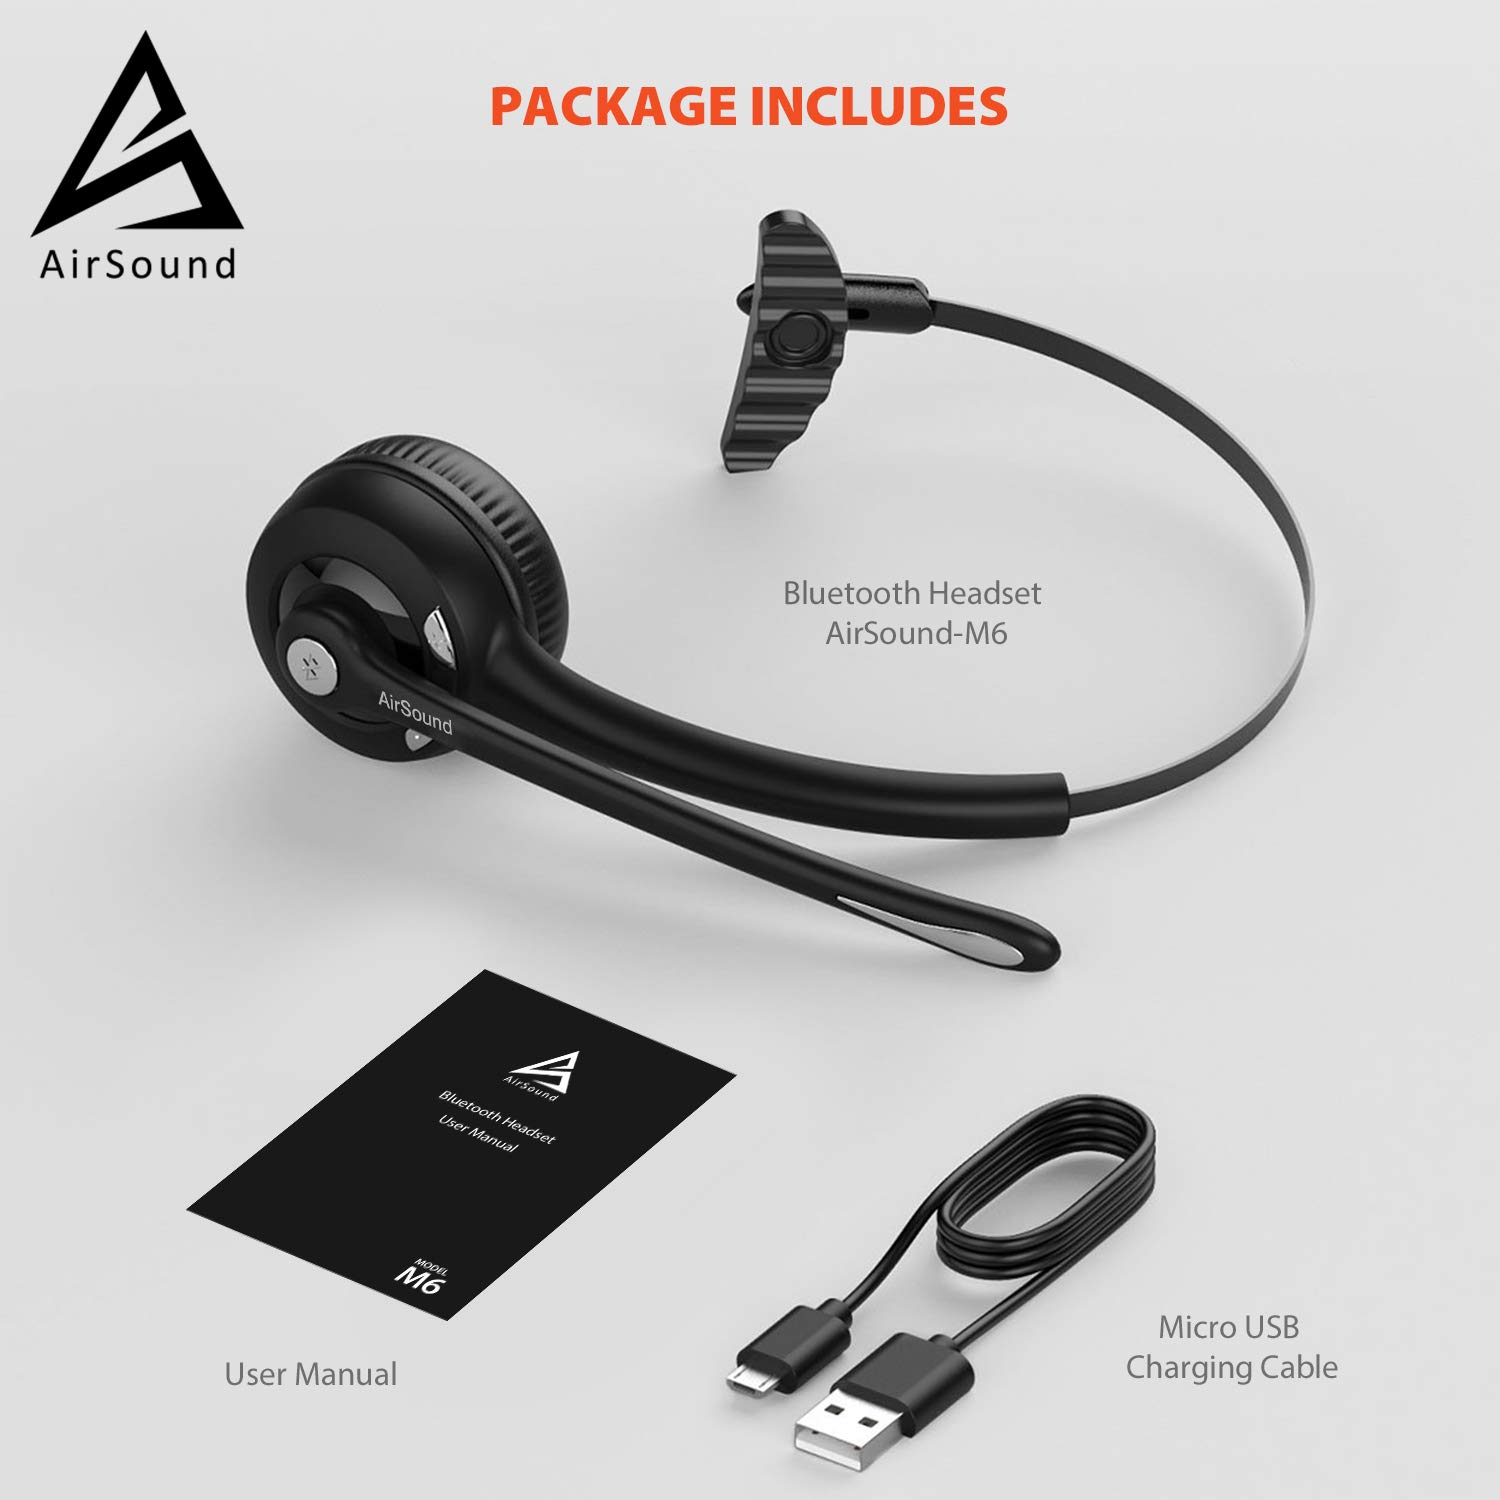 PACKAGE INCLUDES
AirSound
Bluetooth Headset
AirSound-M6
AirSound
AirSound
Bluetooth Headset
User Manual
MODEL
M6
User Manual
Micro USB
Charging Cable